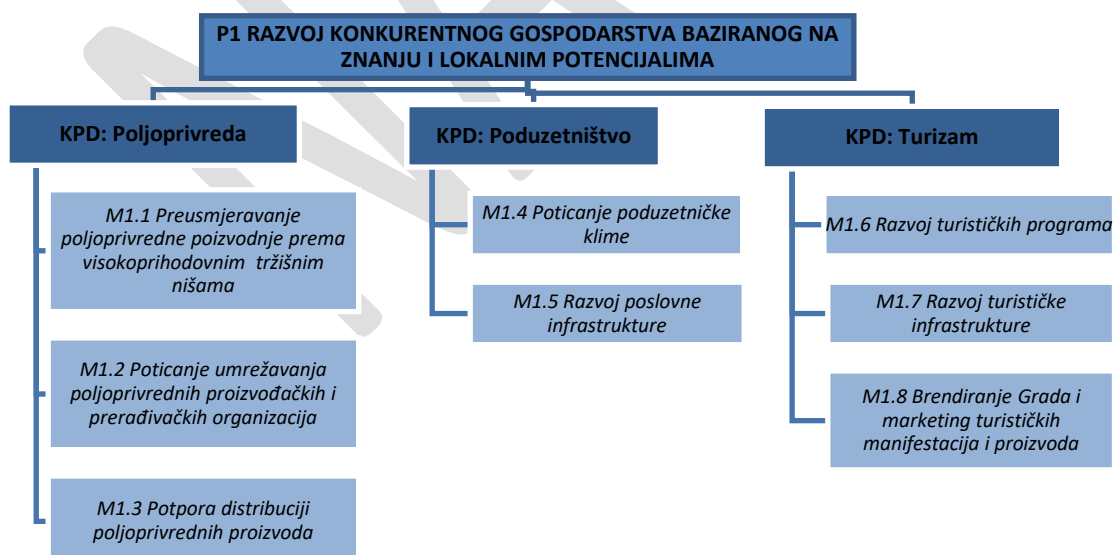 P1 RAZVOJ KONKURENTNOG GOSPODARSTVA BAZIRANOG NA
ZNANJU I LOKALNIM POTENCIJALIMA
KPD: Poljoprivreda
M1.1 Preusmjeravanje
poljoprivredne poizvodnje prema
visokoprihodovnim tržišnim
nišama
M1.2 Poticanje umrežavanja
poljoprivrednih proizvođačkih i
prerađivačkih organizacija
M1.3 Potpora distribuciji
poljoprivrednih proizvoda
KPD: Poduzetništvo
M1.4 Poticanje poduzetničke
klime
M1.5 Razvoj poslovne
infrastrukture
KPD: Turizam
M1.6 Razvoj turističkih programa
M1.7 Razvoj turističke
infrastrukture
M1.8 Brendiranje Grada i
marketing turističkih
manifestacija i proizvoda